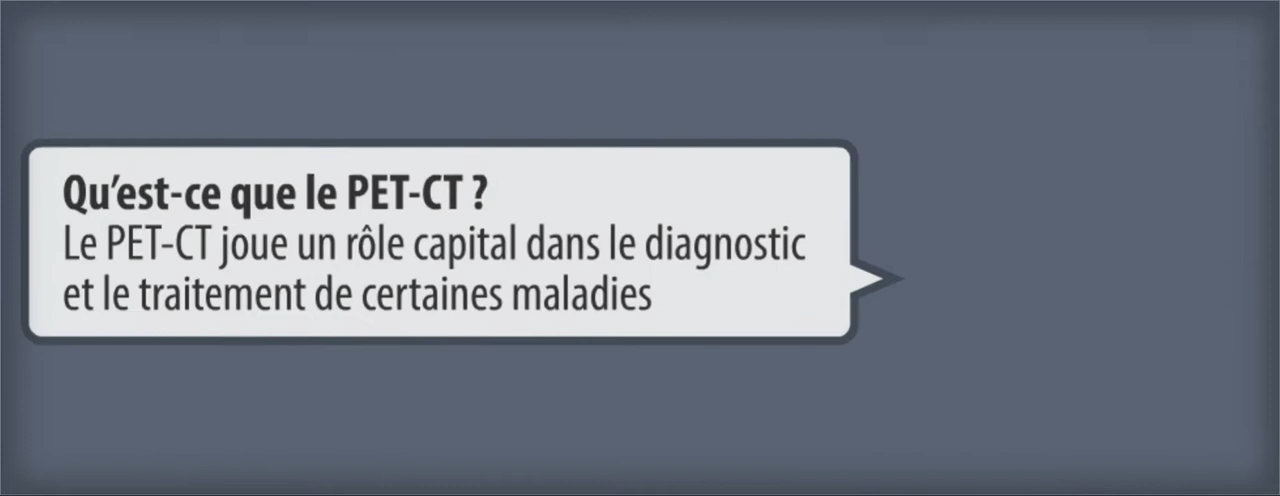 Qu’est-ce que le PET-CT ?
Le PET-CT joue un rôle capital dans le diagnostic
et le traitement de certaines maladies